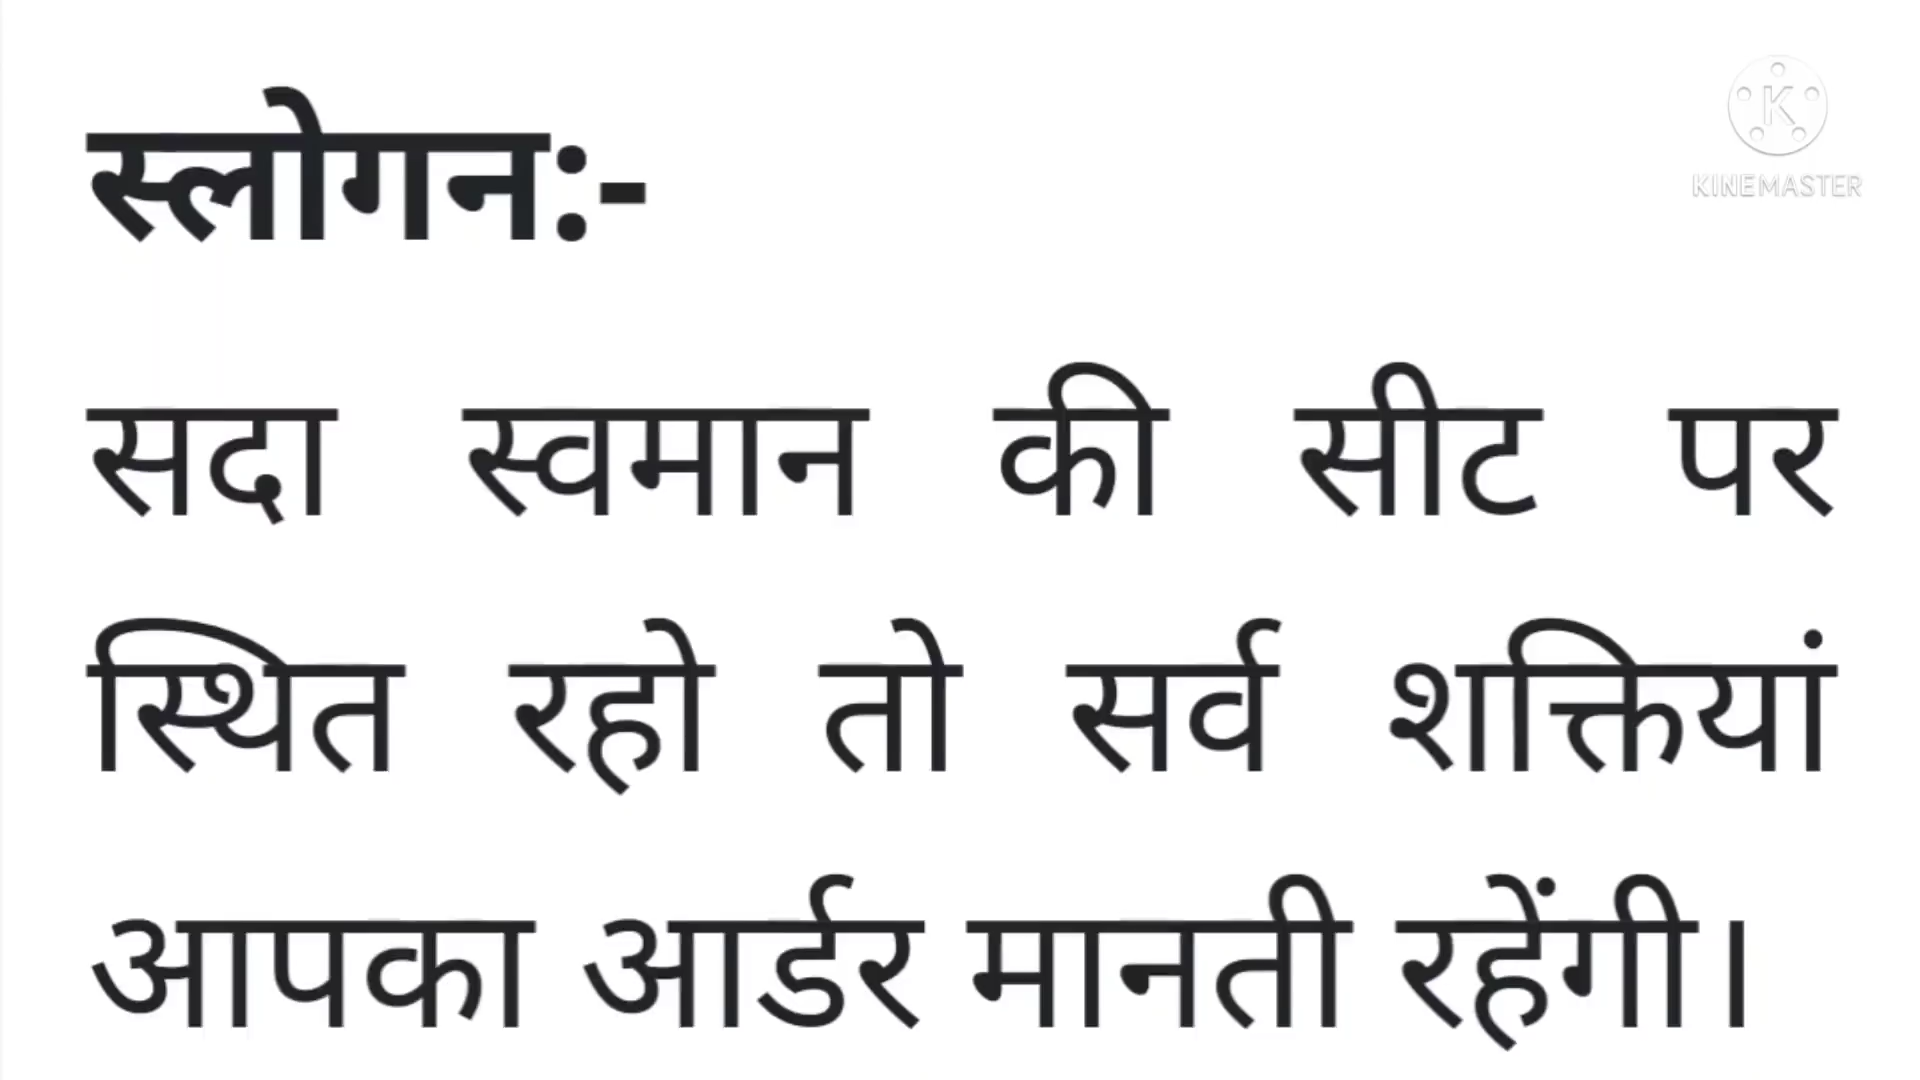 स्लोगन:-
KINEMASTER
सदा स्वमान की सीट पर
स्थित रहो तो सर्व शक्तियां
आपका आर्डर मानती रहेंगी।